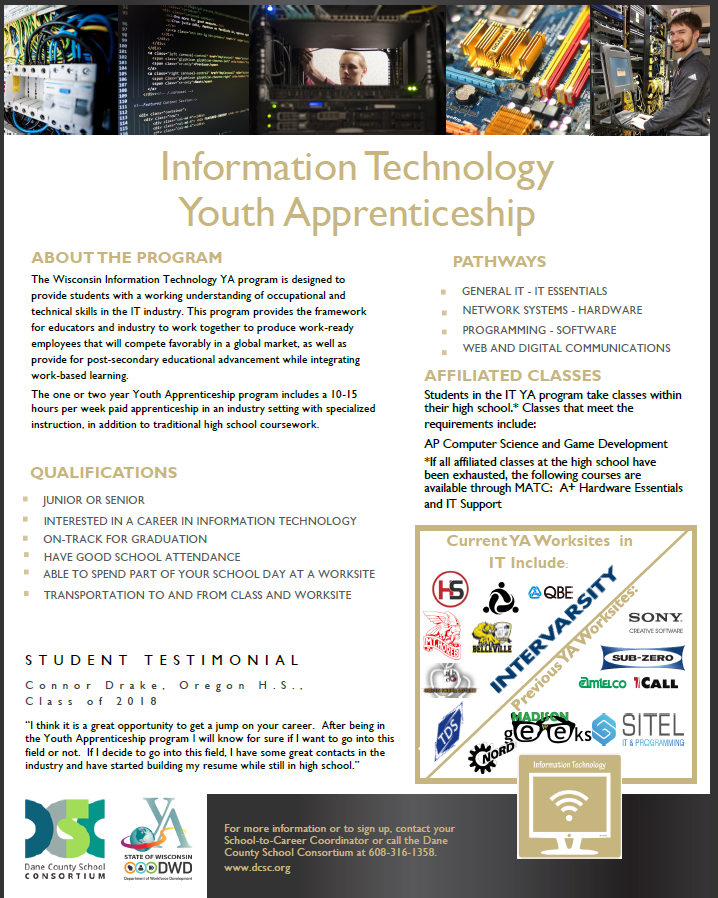 Information Technology
Youth Apprenticeship
ABOUT THE PROGRAM
The Wisconsin Information Technology YA program is designed to
provide students with a working understanding of occupational and
technical skills in the IT industry. This program provides the framework
for educators and industry to work together to produce work-ready
employees that will compete favorably in a global market, as well as
provide for post-secondary educational advancement while integrating
work-based learning.
The one or two year Youth Apprenticeship program includes a 10-15
hours per week paid apprenticeship in an industry setting with specialized
instruction, in addition to traditional high school coursework.
QUALIFICATIONS
JUNIOR OR SENIOR
INTERESTED IN A CAREER IN INFORMATION TECHNOLOGY
ON-TRACK FOR GRADUATION
HAVE GOOD SCHOOL ATTENDANCE
ABLE TO SPEND PART OF YOUR SCHOOL DAY AT A WORKSITE
TRANSPORTATION TO AND FROM CLASS AND WORKSITE
STUDENT TESTIMONIAL
Connor Drake, Oregon H.S.,
Class of 2018
“I think it is a great opportunity to get a jump on your career. After being in
the Youth Apprenticeship program I will know for sure if I want to go into this
field or not. If I decide to go into this field, I have some great contacts in the
industry and have started building my resume while still in high school.”
PATHWAYS
GENERAL IT - IT ESSENTIALS
NETWORK SYSTEMS - HARDWARE
PROGRAMMING - SOFTWARE
WEB AND DIGITAL COMMUNICATIONS
AFFILIATED CLASSES
Students in the IT YA program take classes within
their high school.* Classes that meet the
requirements include:
AP Computer Science and Game Development
*If all affiliated classes at the high school have
been exhausted, the following courses are
available through MATC: A+ Hardware Essentials
and IT Support
Current YA Worksites in
IT Include:
HS
QBE
MT. HOREB
BELLEVILLE
INTERVARSITY
TDS
Previous YA Worksites:
SONY
CREATIVE SOFTWARE
SUB-ZERO
amtelco
1CALL
MADISON
geeks
NORD
SITEL
IT & PROGRAMMING
Information Technology
DCSC
Dane County School
CONSORTIUM
YA
STATE OF WISCONSIN
DWD
Department of Workforce Development
For more information or to sign up, contact your
School-to-Career Coordinator or call the Dane
County School Consortium at 608-316-1358.
www.dcsc.org